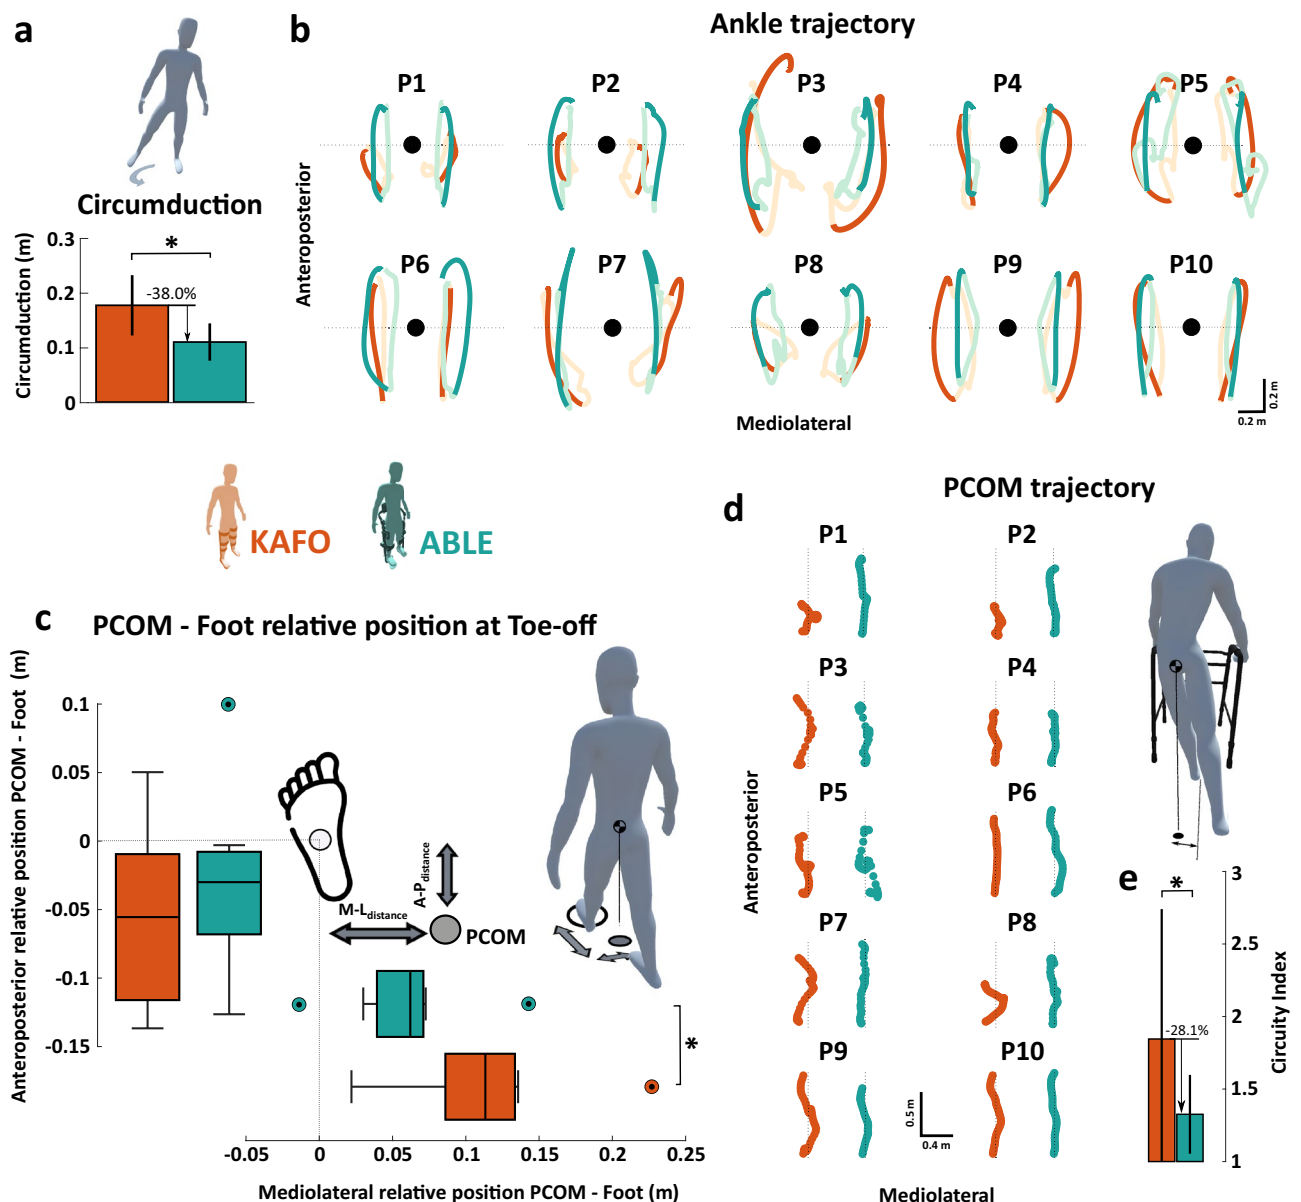 a
Circumduction
Circumduction (m)
0.3
0.2
0.1
0
*
-38.0%
b
Ankle trajectory
Anteroposterior
P1
P2
P3
P4
P5
P6
P7
P8
P9
P10
Mediolateral
0.2 m
0.2 m
KAFO
ABLE
c
PCOM - Foot relative position at Toe-off
Anteroposterior relative position PCOM - Foot (m)
0.1
0.05
0
-0.05
-0.1
-0.15
A-P distance
M-L distance
PCOM
*
-0.05
0
0.05
0.1
0.15
0.2
0.25
Mediolateral relative position PCOM - Foot (m)
d
PCOM trajectory
Anteroposterior
P1
P2
P3
P4
P5
P6
P7
P8
P9
P10
0.5 m
0.4 m
Mediolateral
e
*
-28.1%
3
2.5
2
1.5
1
Circuity Index